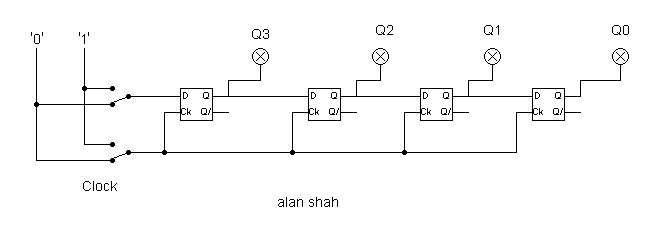 '0' '1' Q3 Q2 Q1 Q0
D Q D Q D Q D Q
Ck Q/ Ck Q/ Ck Q/ Ck Q/
Clock
alan shah